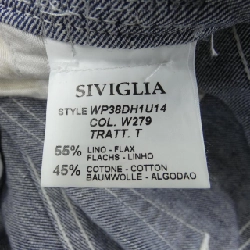 SIVIGLIA
STYLE WP38DH1U14
COL. W279
TRATT. T
55% LINO - FLAX
FLACHS - LINHO
45% COTONE - COTTON
BAUMWOLLE - ALGODAO